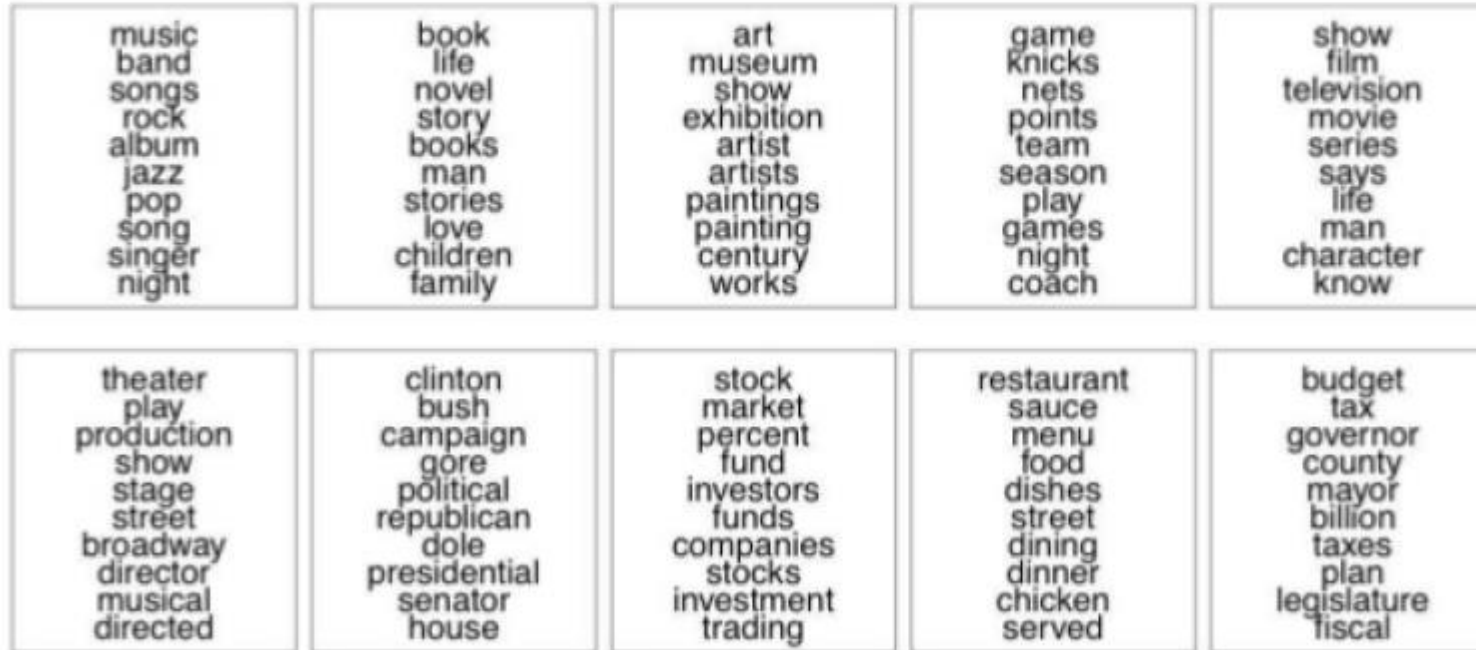 music
band
songs
rock
album
jazz
pop
song
singer
night
book
life
novel
story
books
man
stories
love
children
family
art
museum
show
exhibition
artist
artists
paintings
painting
century
works
game
knicks
nets
points
team
season
play
games
night
coach
show
film
television
movie
series
says
life
man
character
know
theater
play
production
show
stage
street
broadway
director
musical
directed
clinton
bush
campaign
gore
political
republican
dole
presidential
senator
house
stock
market
percent
fund
investors
funds
companies
stocks
investment
trading
restaurant
sauce
menu
food
dishes
street
dining
dinner
chicken
served
budget
tax
governor
county
mayor
billion
taxes
plan
legislature
fiscal